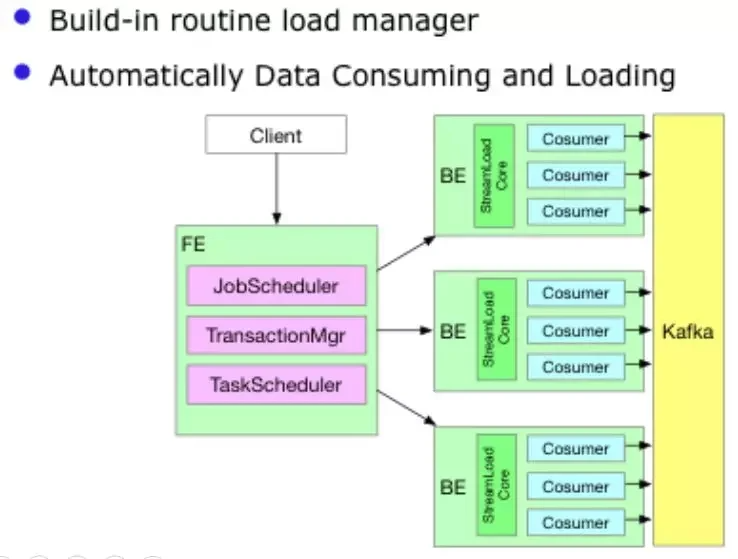 Build-in routine load manager
Automatically Data Consuming and Loading
Client
FE
JobScheduler
TransactionMgr
TaskScheduler
BE
StreamLoad
Core
Cosumer
Cosumer
Cosumer
BE
StreamLoad
Core
Cosumer
Cosumer
Cosumer
BE
StreamLoad
Core
Cosumer
Cosumer
Cosumer
Kafka